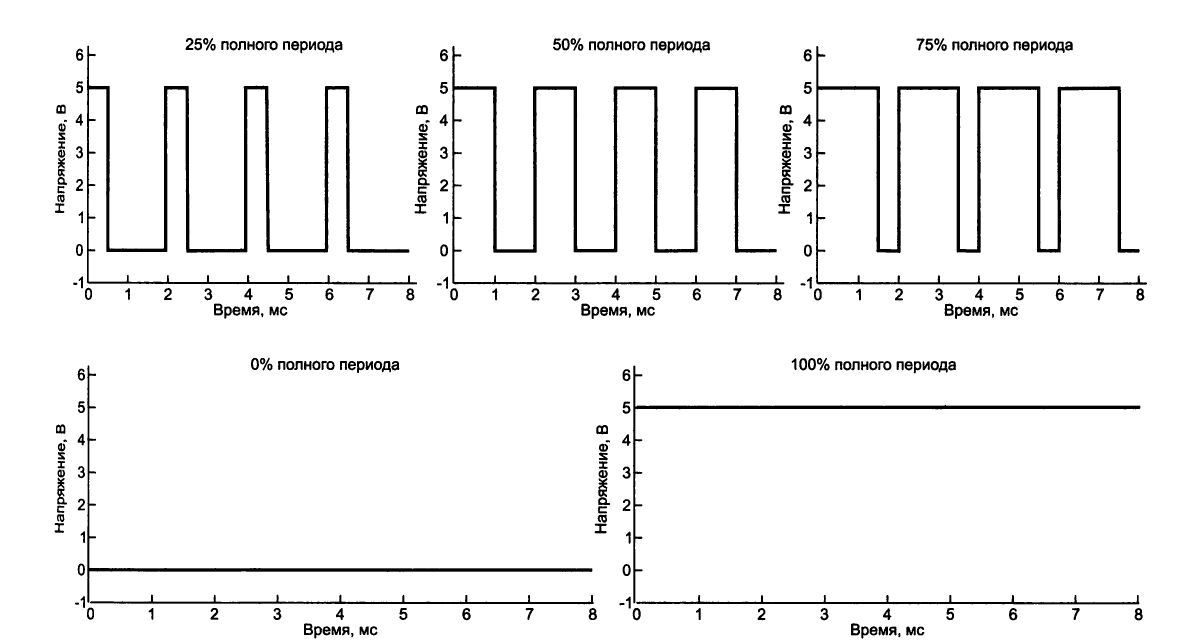 25% полного периода
50% полного периода
75% полного периода
6
5
4
3
2
1
0
-1
Напряжение, В
0 1 2 3 4 5 6 7 8
Время, мс
6
5
4
3
2
1
0
-1
Напряжение, В
0 1 2 3 4 5 6 7 8
Время, мс
6
5
4
3
2
1
0
-1
Напряжение, В
0 1 2 3 4 5 6 7 8
Время, мс
0% полного периода
100% полного периода
6
5
4
3
2
1
0
-1
Напряжение, В
0 1 2 3 4 5 6 7 8
Время, мс
6
5
4
3
2
1
0
-1
Напряжение, В
0 1 2 3 4 5 6 7 8
Время, мс